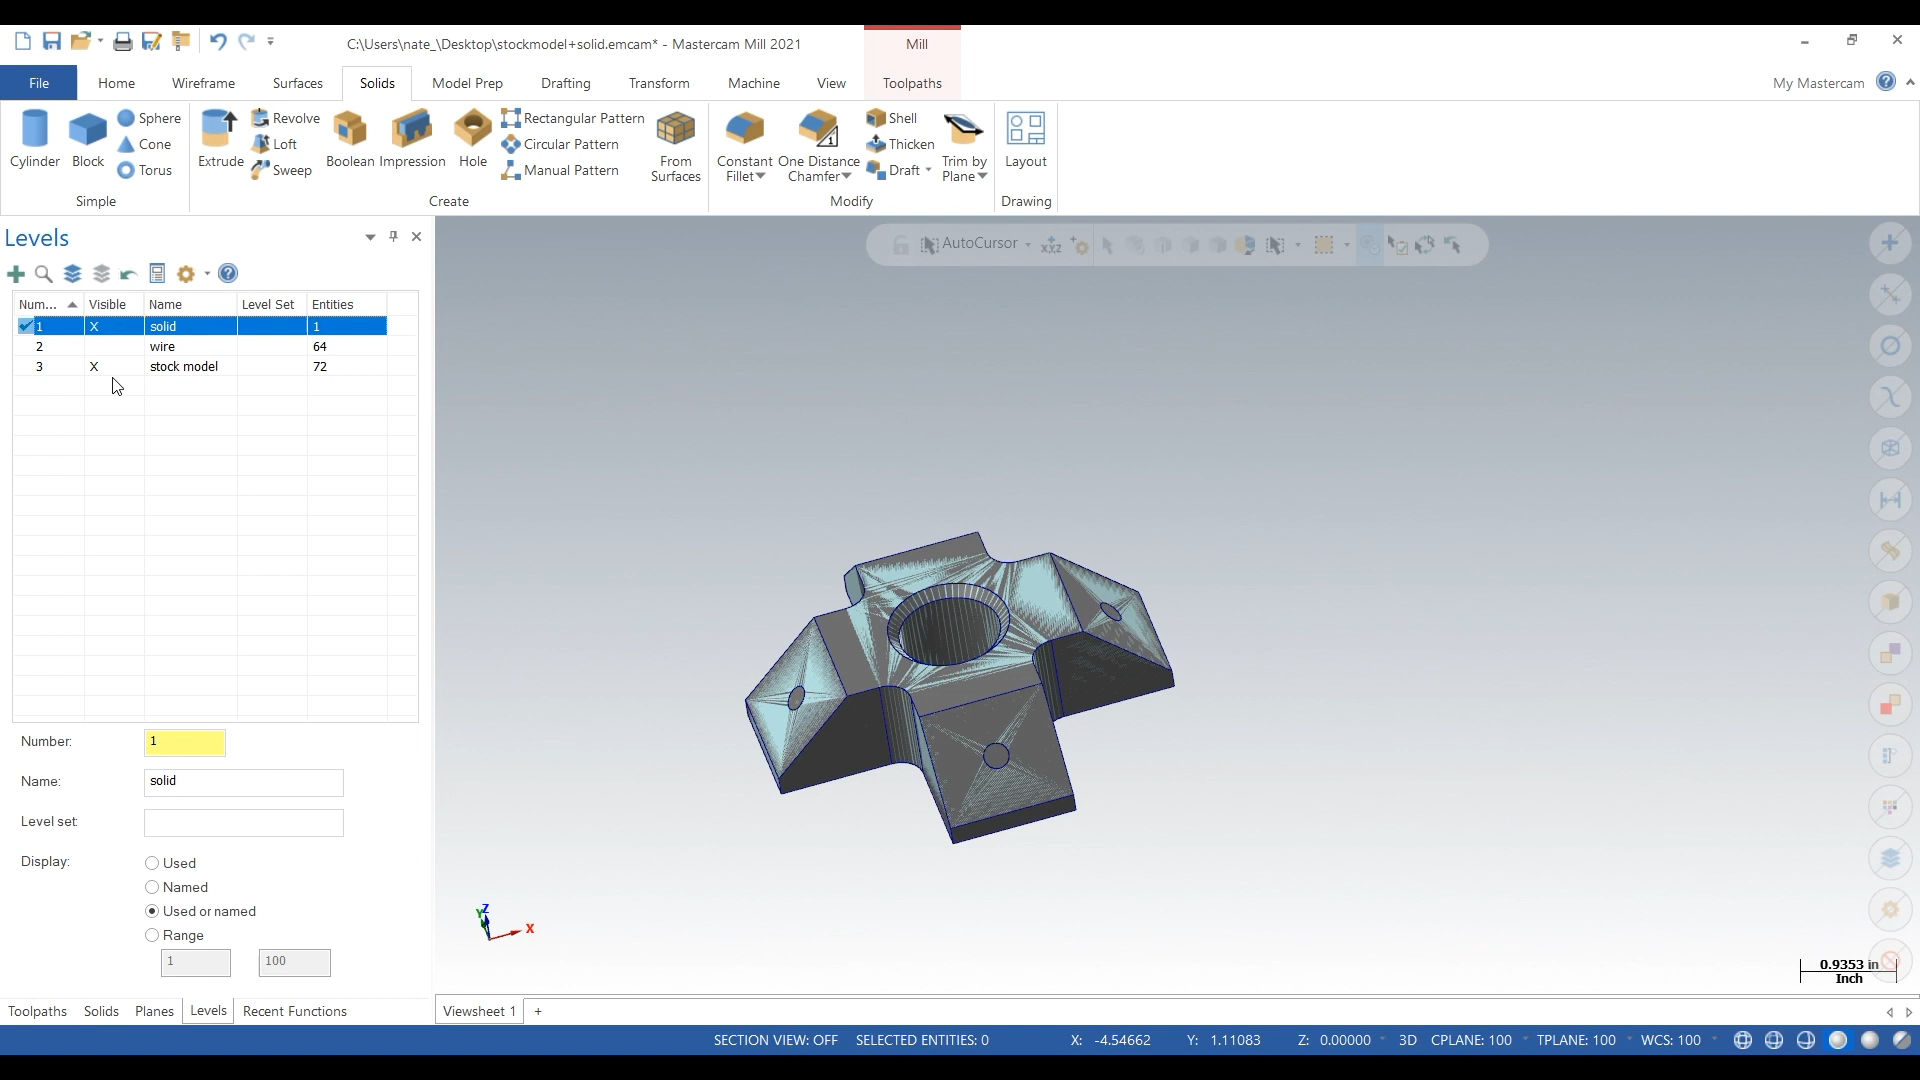 C:\Users\nate_\Desktop\stockmodel+solid.emcam* - Mastercam Mill 2021
Mill
File
Home
Wireframe
Surfaces
Solids
Model Prep
Drafting
Transform
Machine
View
Toolpaths
My Mastercam
Cylinder
Block
Sphere
Cone
Torus
Simple
Extrude
Revolve
Loft
Sweep
Boolean
Impression
Hole
Rectangular Pattern
Circular Pattern
Manual Pattern
From
Surfaces
Create
Constant
Fillet
One Distance
Chamfer
Shell
Thicken
Draft
Trim by
Plane
Modify
Layout
Drawing
Levels
AutoCursor
Num... Visible Name Level Set Entities
1 X solid 1
2 wire 64
3 X stock model 72
Number: 1
Name: solid
Level set:
Display:
Used
Named
Used or named
Range
1 100
Z
Y
X
0.9353 in
Inch
Toolpaths Solids Planes Levels Recent Functions
Viewsheet 1 +
SECTION VIEW: OFF SELECTED ENTITIES: 0 X: -4.54662 Y: 1.11083 Z: 0.00000 3D CPLANE: 100 TPLANE: 100 WCS: 100